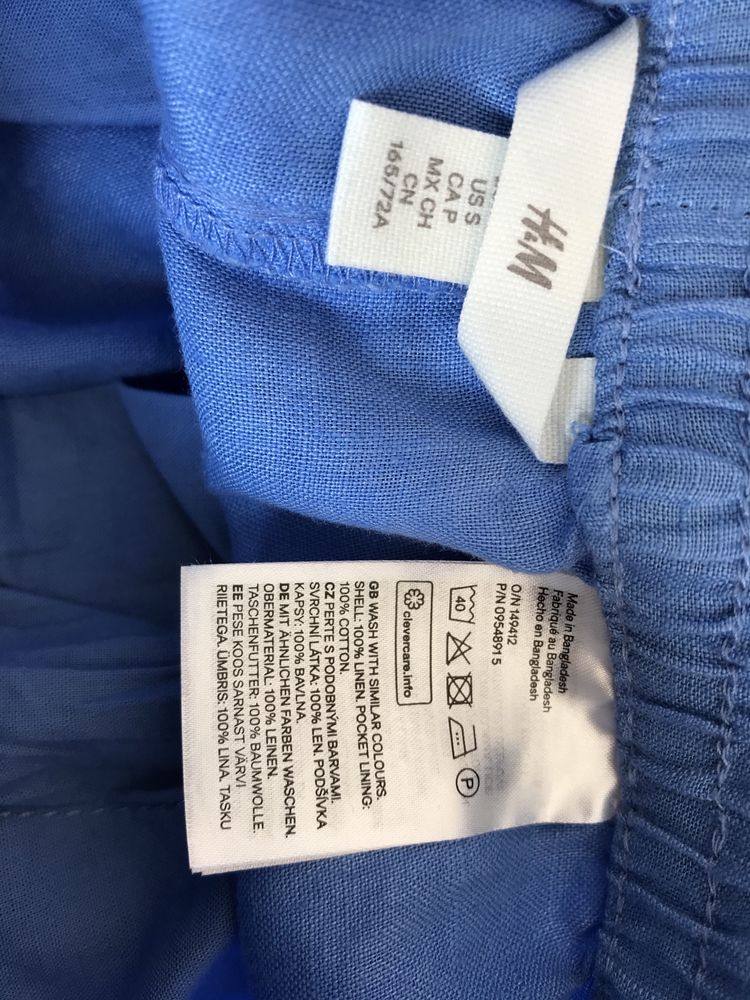 H&M
US S
CA P
MX CH
CN
165/72A
Made in Bangladesh
Fabriqué au Bangladesh
Hecho en Bangladesh
O/N 149412
P/N 0954891 5
40
P
clevercare.info
GB WASH WITH SIMILAR COLOURS.
SHELL: 100% LINEN. POCKET LINING:
100% COTTON.
CZ PERTE S PODOBNÝMI BARVAMI.
SVRCHNÍ LÁTKA: 100% LEN. PODŠÍVKA
KAPSY: 100% BAVLNA.
DE MIT ÄHNLICHEN FARBEN WASCHEN.
OBERMATERIAL: 100% LEINEN.
TASCHENFUTTER: 100% BAUMWOLLE.
EE PESE KOOS SARNAST VÄRVI
RIIETEGA. ÜMBRIS: 100% LINA. TASKU